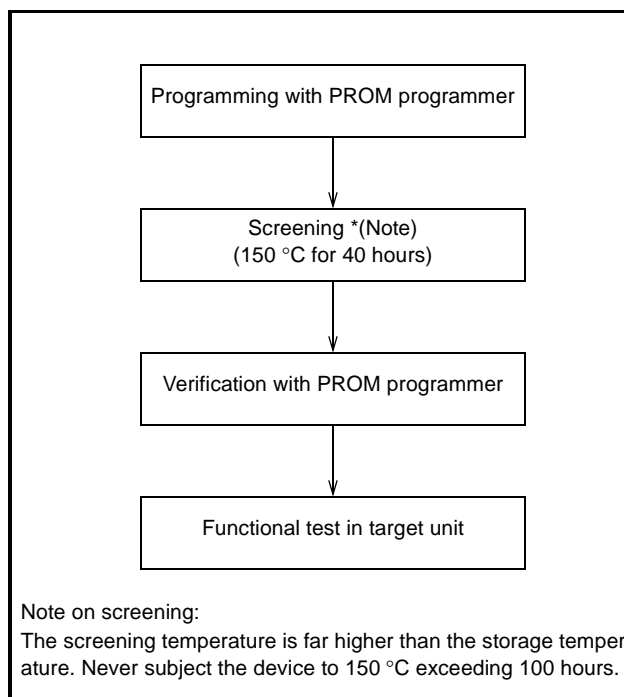 Programming with PROM programmer
Screening *(Note)
(150 °C for 40 hours)
Verification with PROM programmer
Functional test in target unit
Note on screening:
The screening temperature is far higher than the storage temper
ature. Never subject the device to 150 °C exceeding 100 hours.